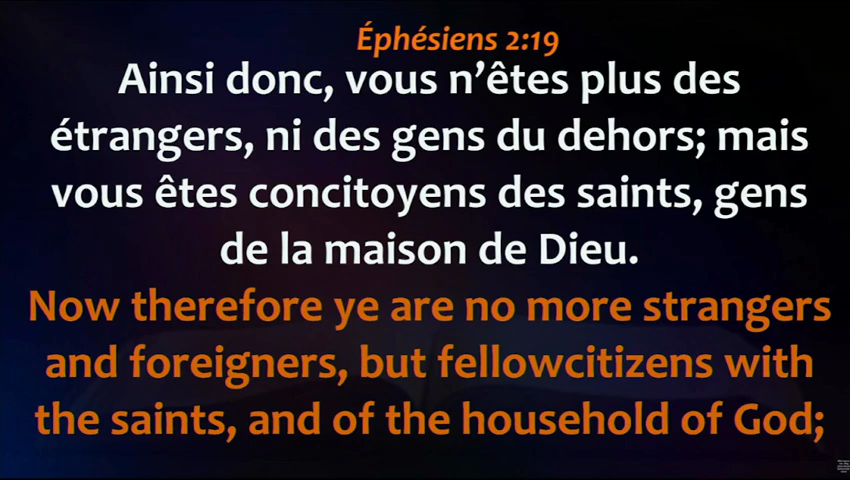 Éphésiens 2:19
Ainsi donc, vous n’êtes plus des
étrangers, ni des gens du dehors; mais
vous êtes concitoyens des saints, gens
de la maison de Dieu.
Now therefore ye are no more strangers
and foreigners, but fellowcitizens with
the saints, and of the household of God;